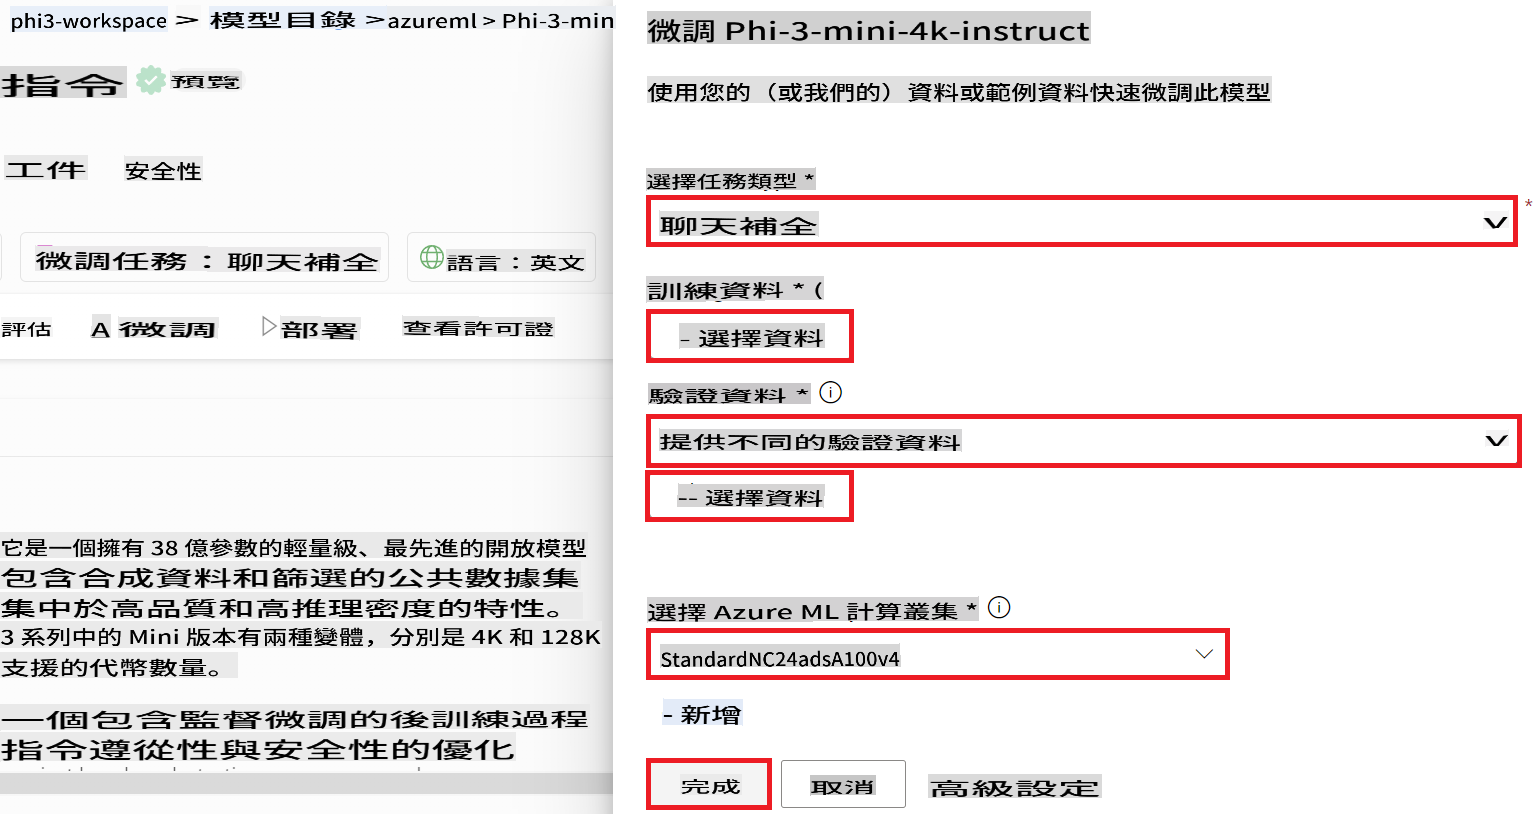 phi3-workspace > 模型目錄 >azureml > Phi-3-min
指令 預覽
工件 安全性
微調任務：聊天補全 語言：英文
評估 A 微調 部署 查看許可證
它是一個擁有 38 億參數的輕量級、最先進的開放模型
包含合成資料和篩選的公共數據集
集中於高品質和高推理密度的特性。
3 系列中的 Mini 版本有兩種變體，分別是 4K 和 128K
支援的代幣數量。
一個包含監督微調的後訓練過程
指令遵從性與安全性的優化
微調 Phi-3-mini-4k-instruct
使用您的（或我們的）資料或範例資料快速微調此模型
選擇任務類型 *
聊天補全 *
訓練資料 * (
- 選擇資料
驗證資料 *
提供不同的驗證資料
-- 選擇資料
選擇 Azure ML 計算叢集 *
StandardNC24adsA100v4
- 新增
完成 取消 高級設定